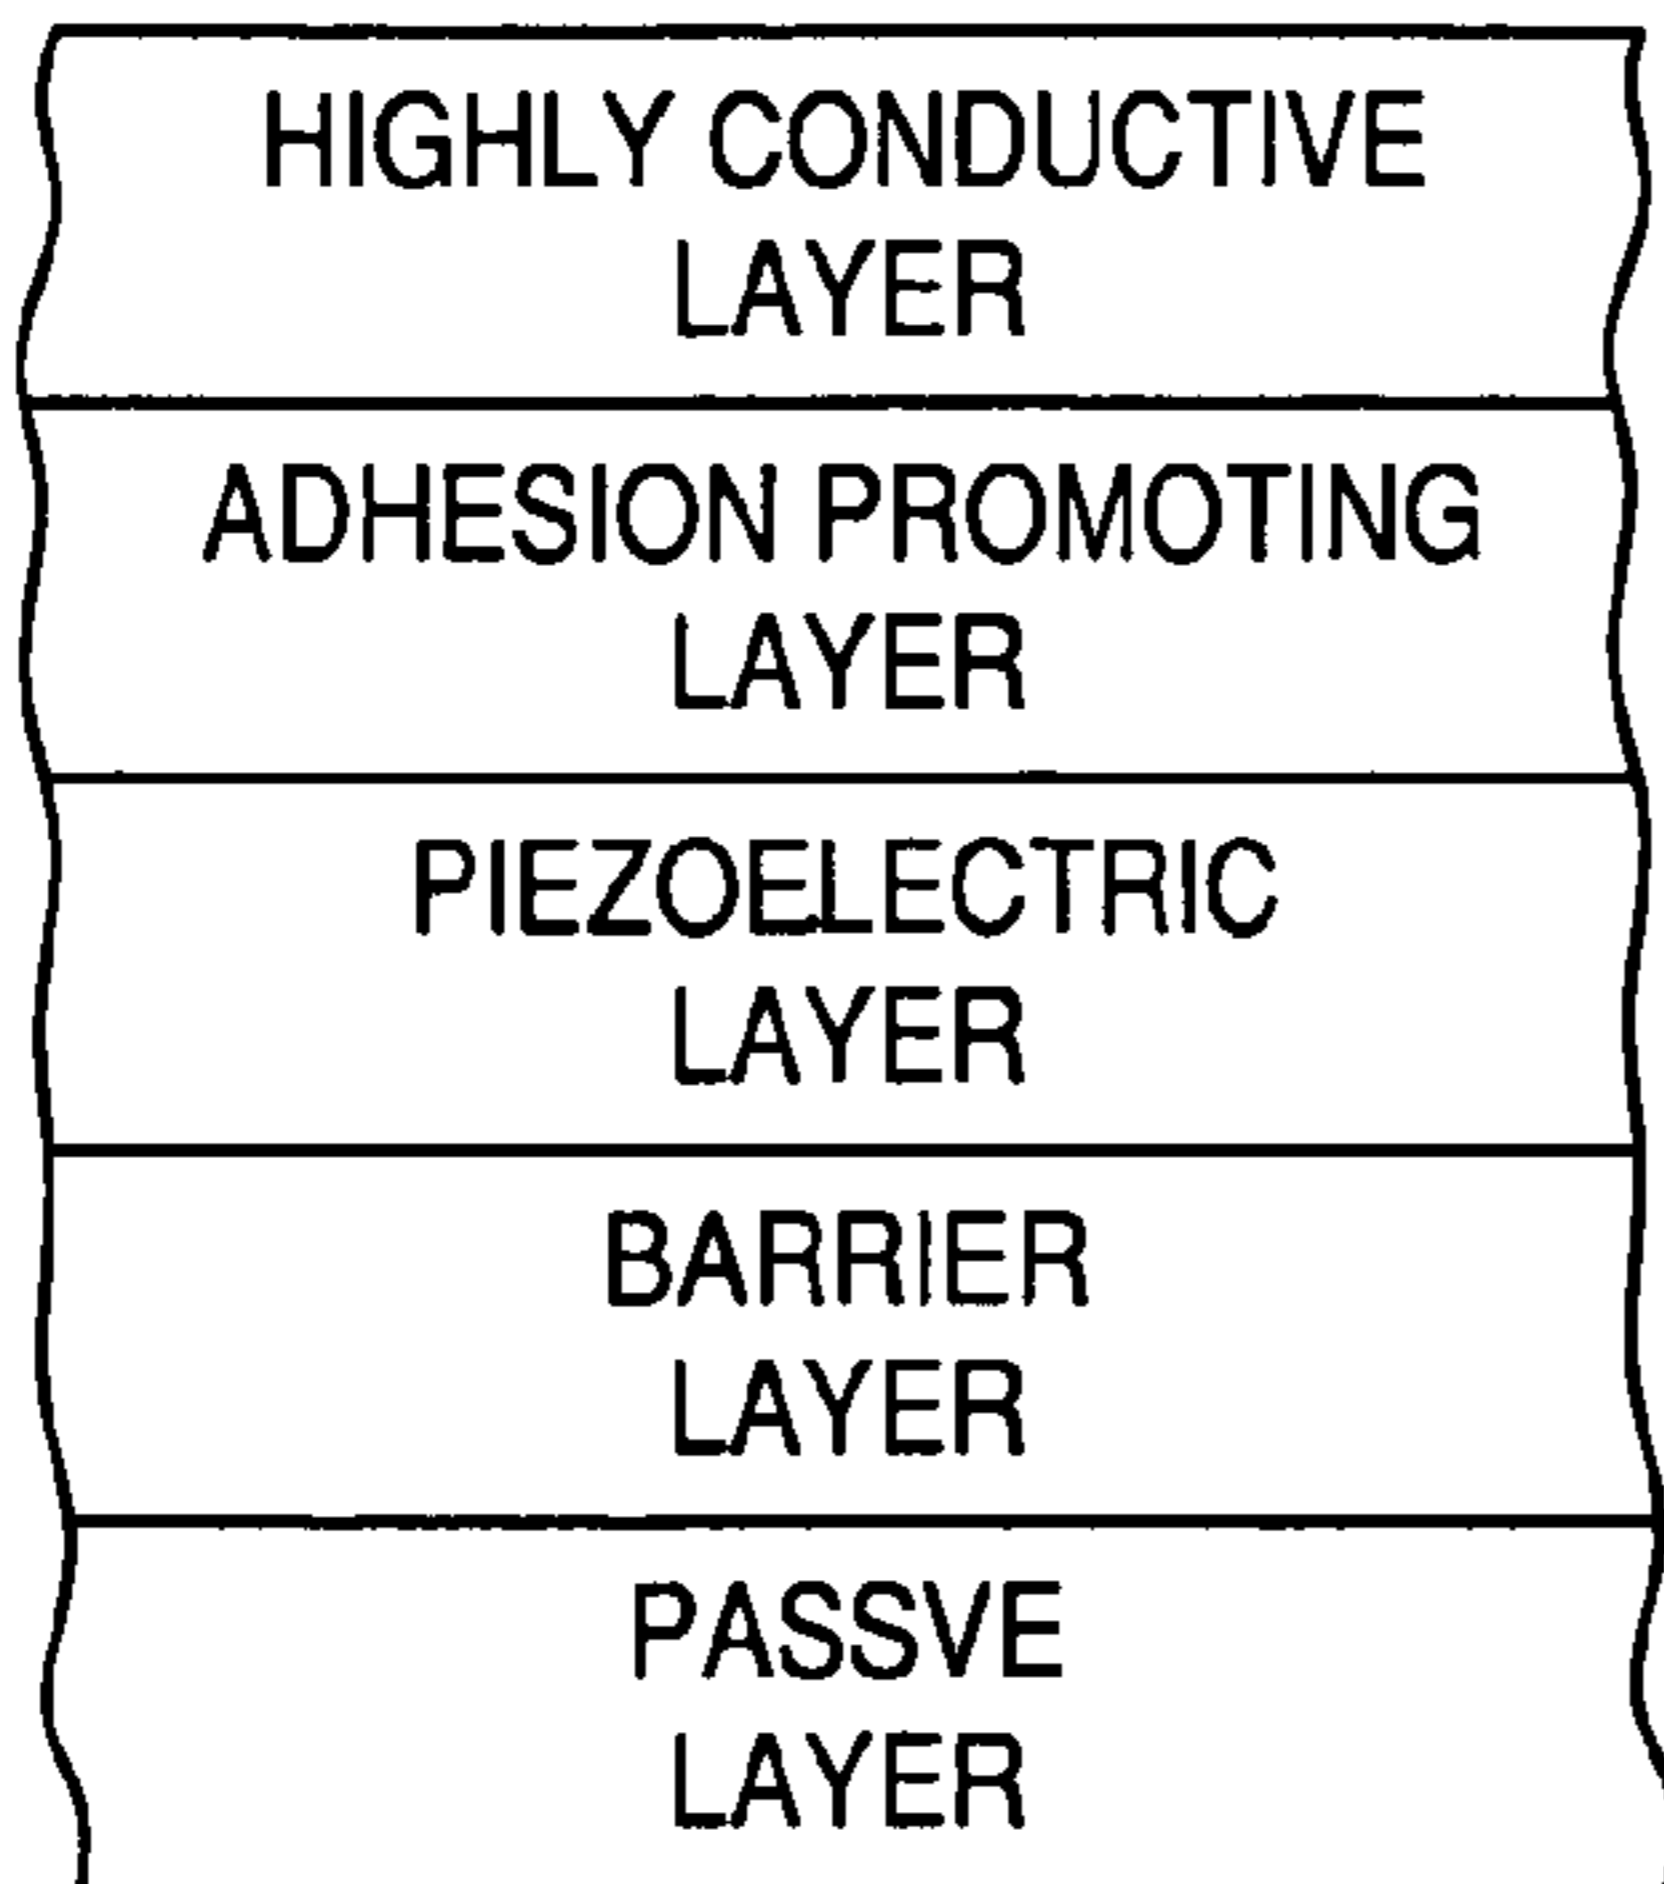 HIGHLY CONDUCTIVE
LAYER
ADHESION PROMOTING
LAYER
PIEZOELECTRIC
LAYER
BARRIER
LAYER
PASSVE
LAYER